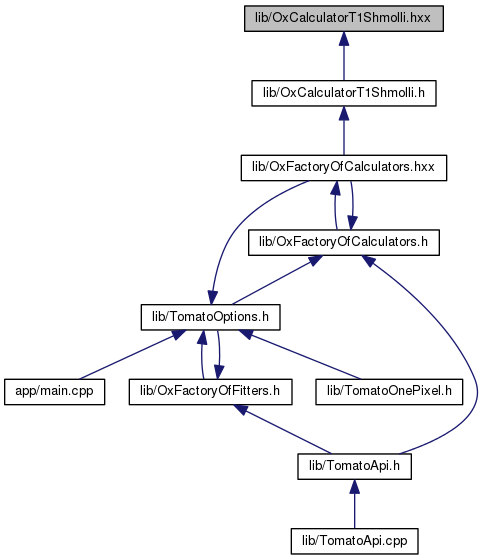 lib/OxCalculatorT1Shmolli.hxx
lib/OxCalculatorT1Shmolli.h
lib/OxFactoryOfCalculators.hxx
lib/OxFactoryOfCalculators.h
lib/TomatoOptions.h
app/main.cpp
lib/OxFactoryOfFitters.h
lib/TomatoOnePixel.h
lib/TomatoApi.h
lib/TomatoApi.cpp